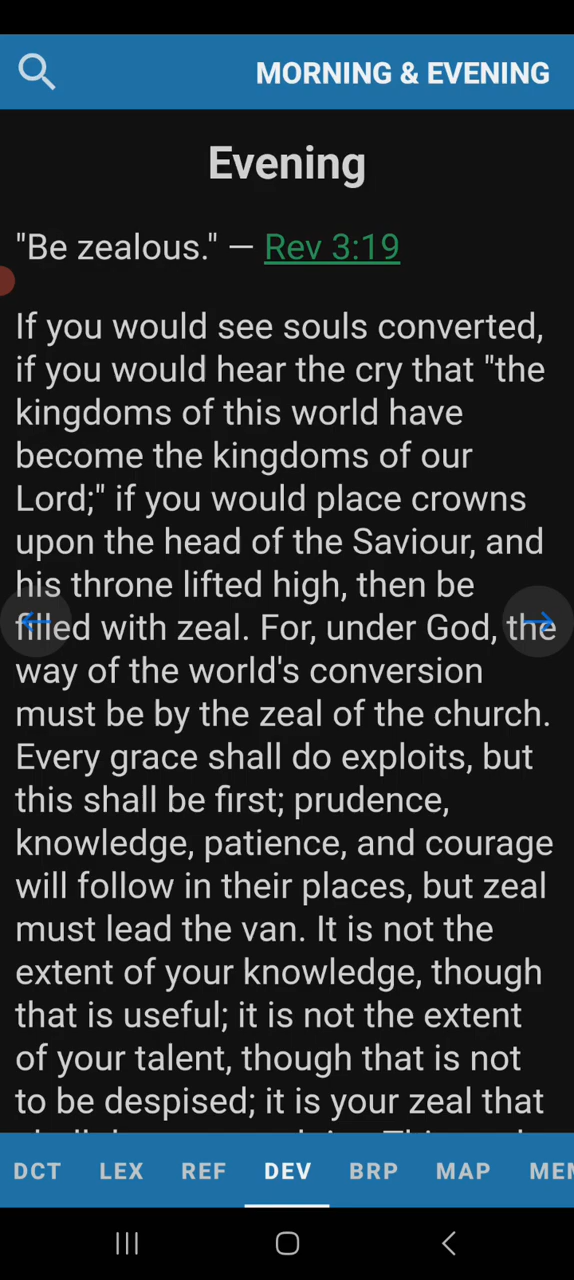 MORNING & EVENING
Evening
"Be zealous." — Rev 3:19
If you would see souls converted,
if you would hear the cry that "the
kingdoms of this world have
become the kingdoms of our
Lord;" if you would place crowns
upon the head of the Saviour, and
his throne lifted high, then be
filled with zeal. For, under God, the
way of the world's conversion
must be by the zeal of the church.
Every grace shall do exploits, but
this shall be first; prudence,
knowledge, patience, and courage
will follow in their places, but zeal
must lead the van. It is not the
extent of your knowledge, though
that is useful; it is not the extent
of your talent, though that is not
to be despised; it is your zeal that
DCT LEX REF DEV BRP MAP MEM